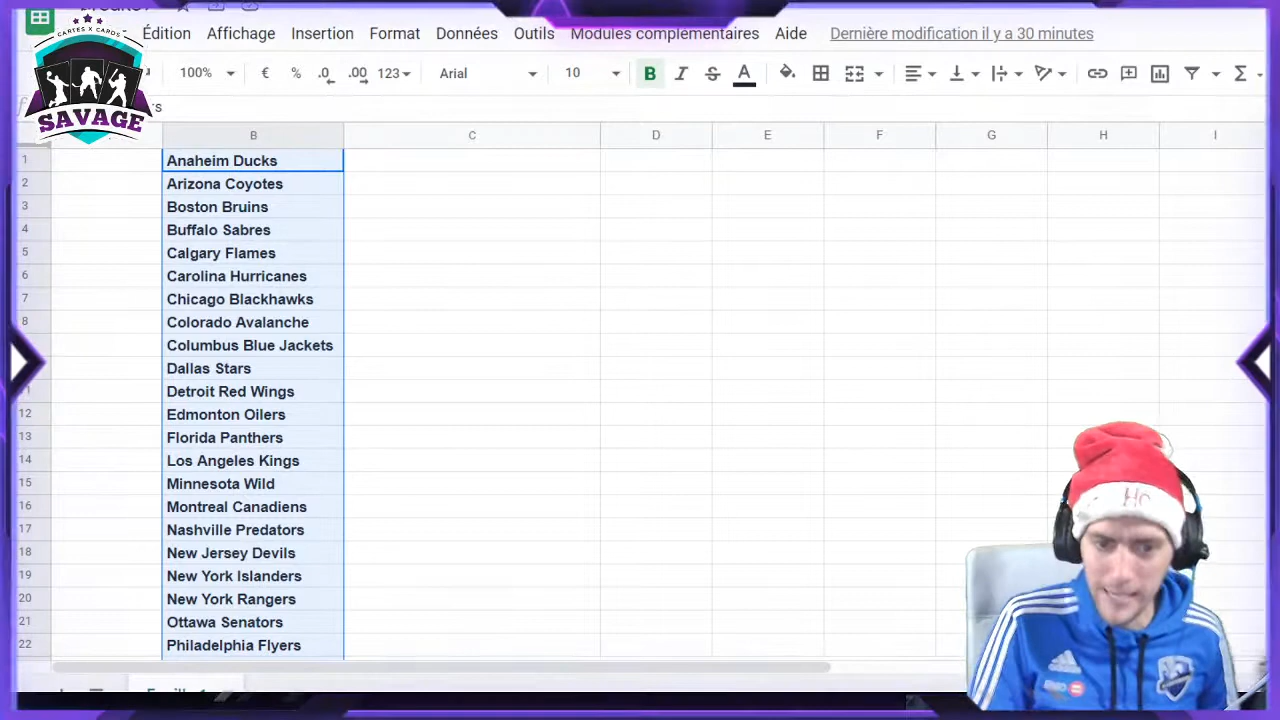 CARTES X CARDS
SAVAGE
Édition Affichage Insertion Format Données Outils Modules complémentaires Aide Dernière modification il y a 30 minutes
100% € % .0 .00 123 Arial 10 B I S A Σ
B C D E F G H I
1 Anaheim Ducks
2 Arizona Coyotes
3 Boston Bruins
4 Buffalo Sabres
5 Calgary Flames
6 Carolina Hurricanes
7 Chicago Blackhawks
8 Colorado Avalanche
Columbus Blue Jackets
Dallas Stars
Detroit Red Wings
12 Edmonton Oilers
13 Florida Panthers
14 Los Angeles Kings
15 Minnesota Wild
16 Montreal Canadiens
17 Nashville Predators
18 New Jersey Devils
19 New York Islanders
20 New York Rangers
21 Ottawa Senators
22 Philadelphia Flyers
HO
adidas